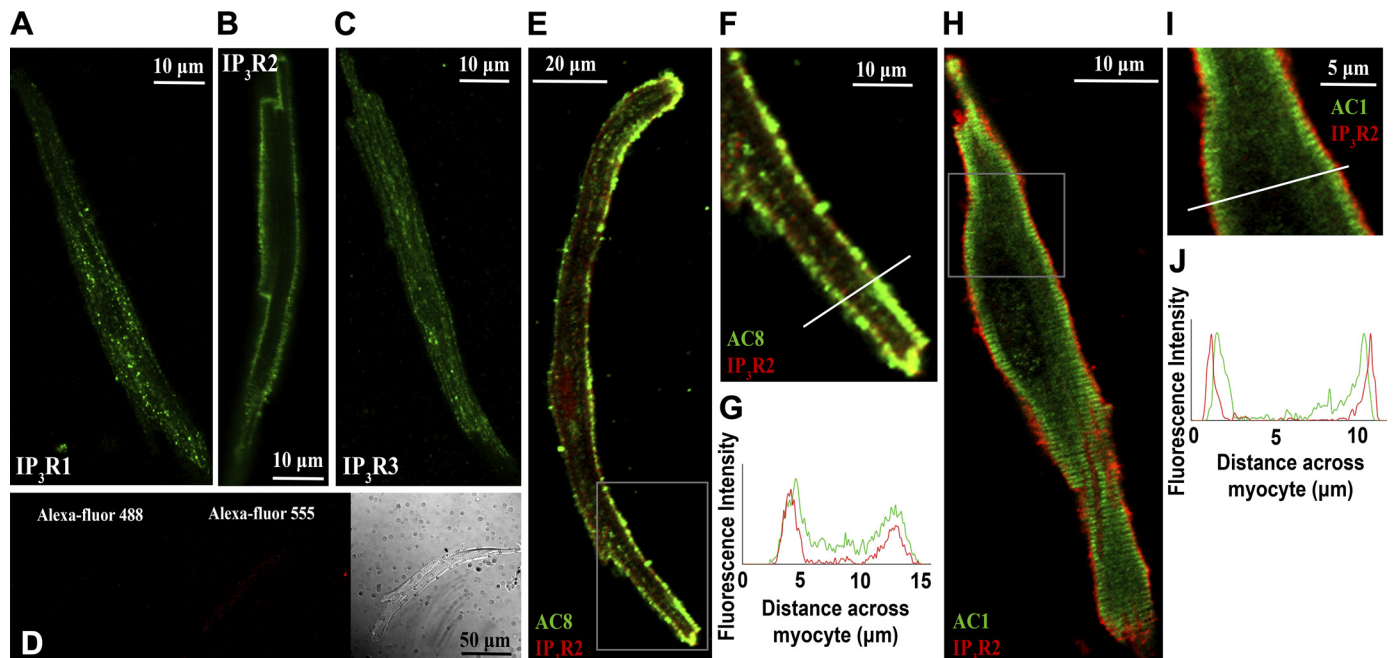 A
10 µm
IP3R1
B
IP3R2
10 µm
C
10 µm
IP3R3
D
Alexa-fluor 488
Alexa-fluor 555
50 µm
E
20 µm
AC8
IP3R2
F
10 µm
AC8
IP3R2
G
Fluorescence Intensity
0 5 10 15
Distance across
myocyte (µm)
H
10 µm
AC1
IP3R2
I
5 µm
AC1
IP3R2
J
Fluorescence Intensity
0 5 10
Distance across
myocyte (µm)